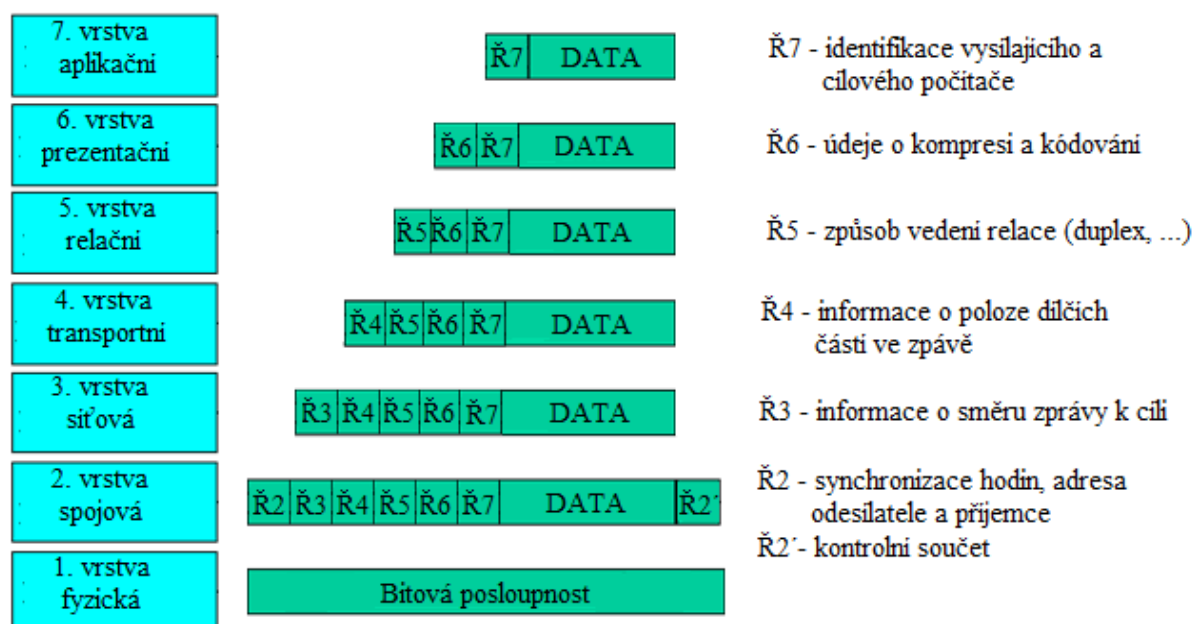 7. vrstva
aplikační
Ř7 DATA
Ř7 - identifikace vysílajícího a
cílového počítače
6. vrstva
prezentační
Ř6 Ř7 DATA
Ř6 - údeje o kompresi a kódování
5. vrstva
relační
Ř5 Ř6 Ř7 DATA
Ř5 - způsob vedení relace (duplex, ...)
4. vrstva
transportní
Ř4 Ř5 Ř6 Ř7 DATA
Ř4 - informace o poloze dílčích
částí ve zpávě
3. vrstva
síťová
Ř3 Ř4 Ř5 Ř6 Ř7 DATA
Ř3 - informace o směru zprávy k cíli
2. vrstva
spojová
Ř2 Ř3 Ř4 Ř5 Ř6 Ř7 DATA Ř2´
Ř2 - synchronizace hodin, adresa
odesílatele a příjemce
Ř2´- kontrolní součet
1. vrstva
fyzická
Bitová posloupnost